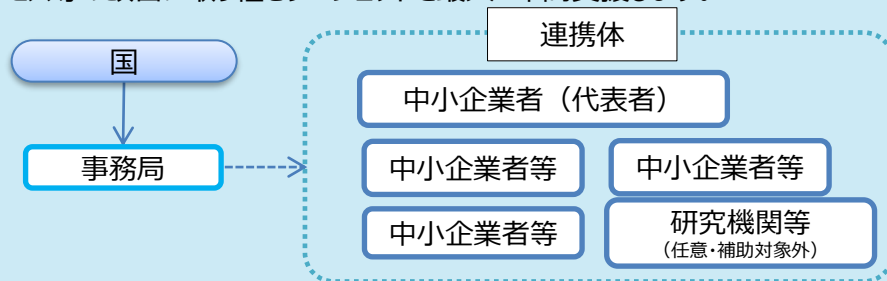 連携体
国
中小企業者（代表者）
事務局
中小企業者等
中小企業者等
中小企業者等
研究機関等
（任意・補助対象外）